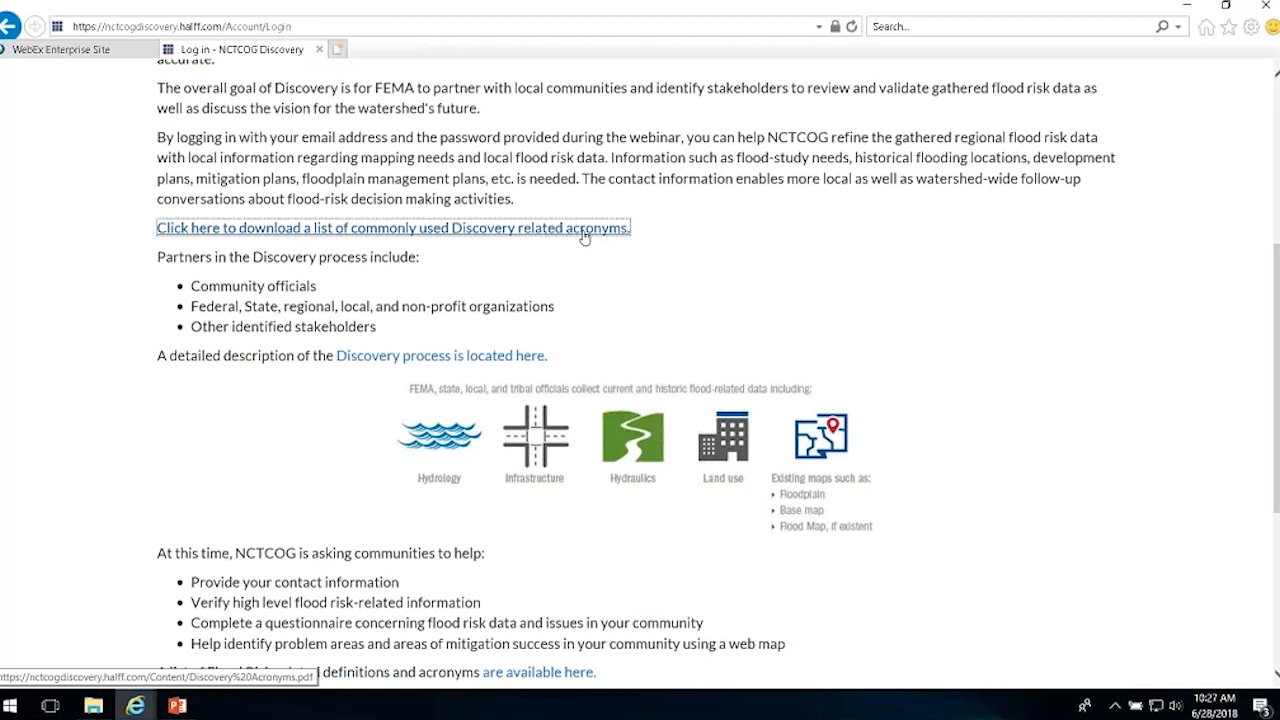 https://nctcogdiscovery.halff.com/Account/Login
Search...
WebEx Enterprise Site
Log in - NCTCOG Discovery
accurate.
The overall goal of Discovery is for FEMA to partner with local communities and identify stakeholders to review and validate gathered flood risk data as
well as discuss the vision for the watershed's future.
By logging in with your email address and the password provided during the webinar, you can help NCTCOG refine the gathered regional flood risk data
with local information regarding mapping needs and local flood risk data. Information such as flood-study needs, historical flooding locations, development
plans, mitigation plans, floodplain management plans, etc. is needed. The contact information enables more local as well as watershed-wide follow-up
conversations about flood-risk decision making activities.
Click here to download a list of commonly used Discovery related acronyms.
Partners in the Discovery process include:
• Community officials
• Federal, State, regional, local, and non-profit organizations
• Other identified stakeholders
A detailed description of the Discovery process is located here.
FEMA, state, local, and tribal officials collect current and historic flood-related data including:
Hydrology
Infrastructure
Hydraulics
Land use
Existing maps such as:
Floodplain
Base map
Flood Map, if existent
At this time, NCTCOG is asking communities to help:
• Provide your contact information
• Verify high level flood risk-related information
• Complete a questionnaire concerning flood risk data and issues in your community
• Help identify problem areas and areas of mitigation success in your community using a web map
definitions and acronyms are available here.
https://nctcogdiscovery.halff.com/Content/Discovery%20Acronyms.pdf
10:27 AM
6/28/2018
3